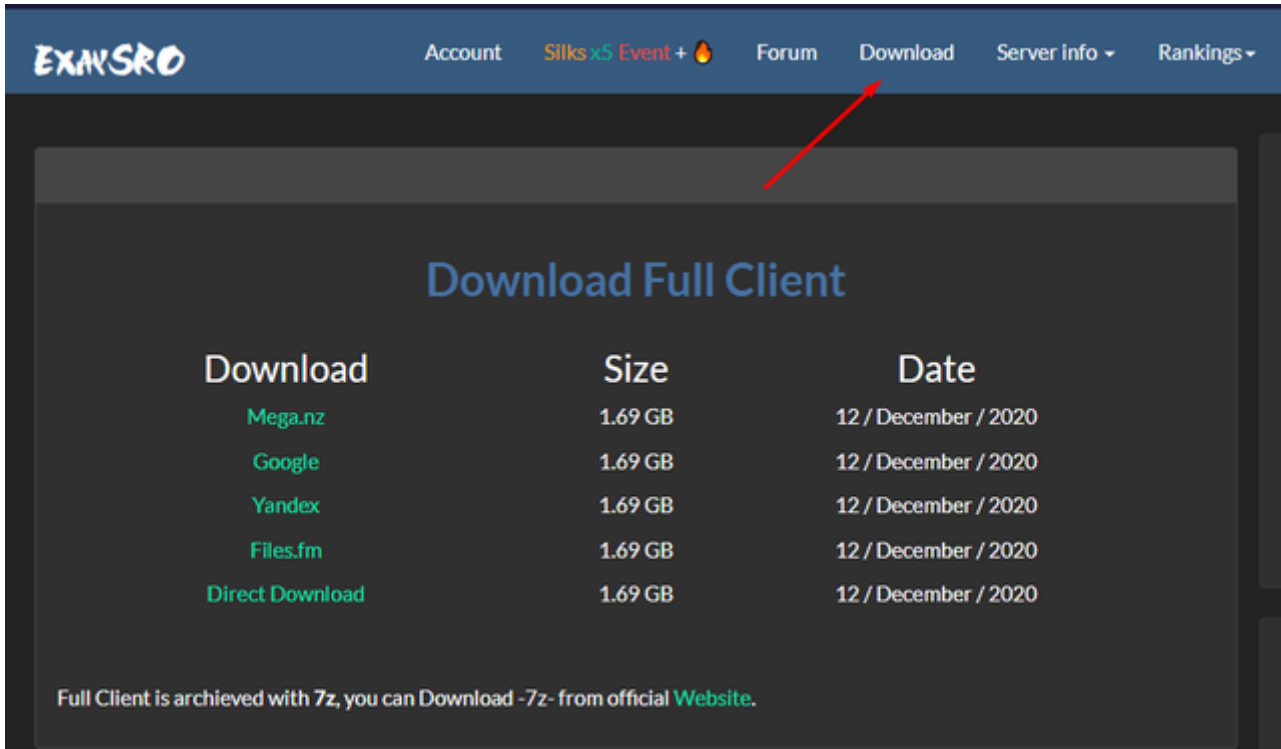 EXAYSRO Account Silks x5 Event + 🔥 Forum Download Server info Rankings
Download Full Client
Download Size Date
Mega.nz 1.69 GB 12 / December / 2020
Google 1.69 GB 12 / December / 2020
Yandex 1.69 GB 12 / December / 2020
Files.fm 1.69 GB 12 / December / 2020
Direct Download 1.69 GB 12 / December / 2020
Full Client is archieved with 7z, you can Download -7z- from official Website.